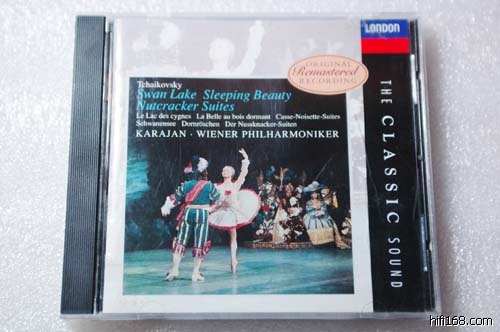 LONDON
ORIGINAL
Remastered
RECORDING
Tchaikovsky
Swan Lake Sleeping Beauty
Nutcracker Suites
Le Lac des cygnes · La Belle au bois dormant · Casse-Noisette-Suites
Schwanensee · Dornröschen · Der Nussknacker-Suiten
KARAJAN · WIENER PHILHARMONIKER
THE CLASSIC SOUND
hifi168.com